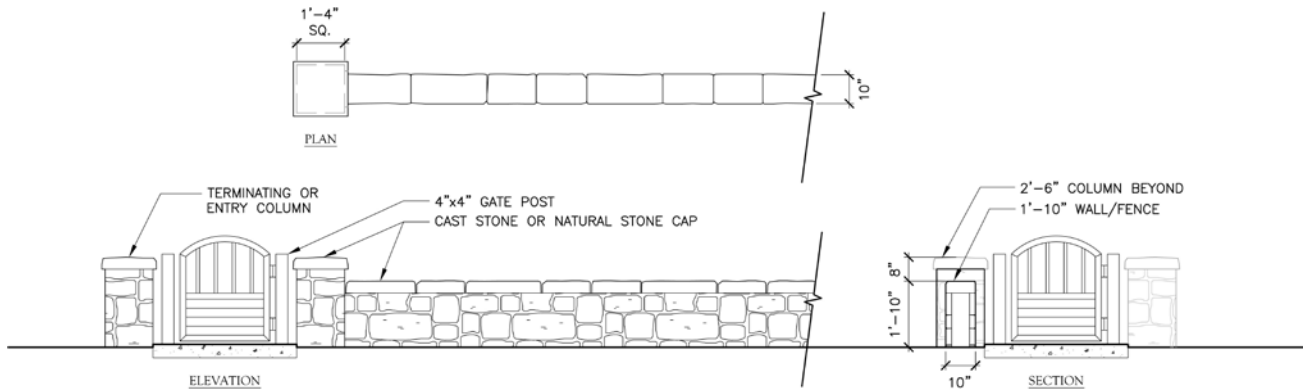 1'-4"
SQ.
10"
PLAN
TERMINATING OR
ENTRY COLUMN
4"x4" GATE POST
CAST STONE OR NATURAL STONE CAP
ELEVATION
2'-6" COLUMN BEYOND
1'-10" WALL/FENCE
8"
1'-10"
10"
SECTION